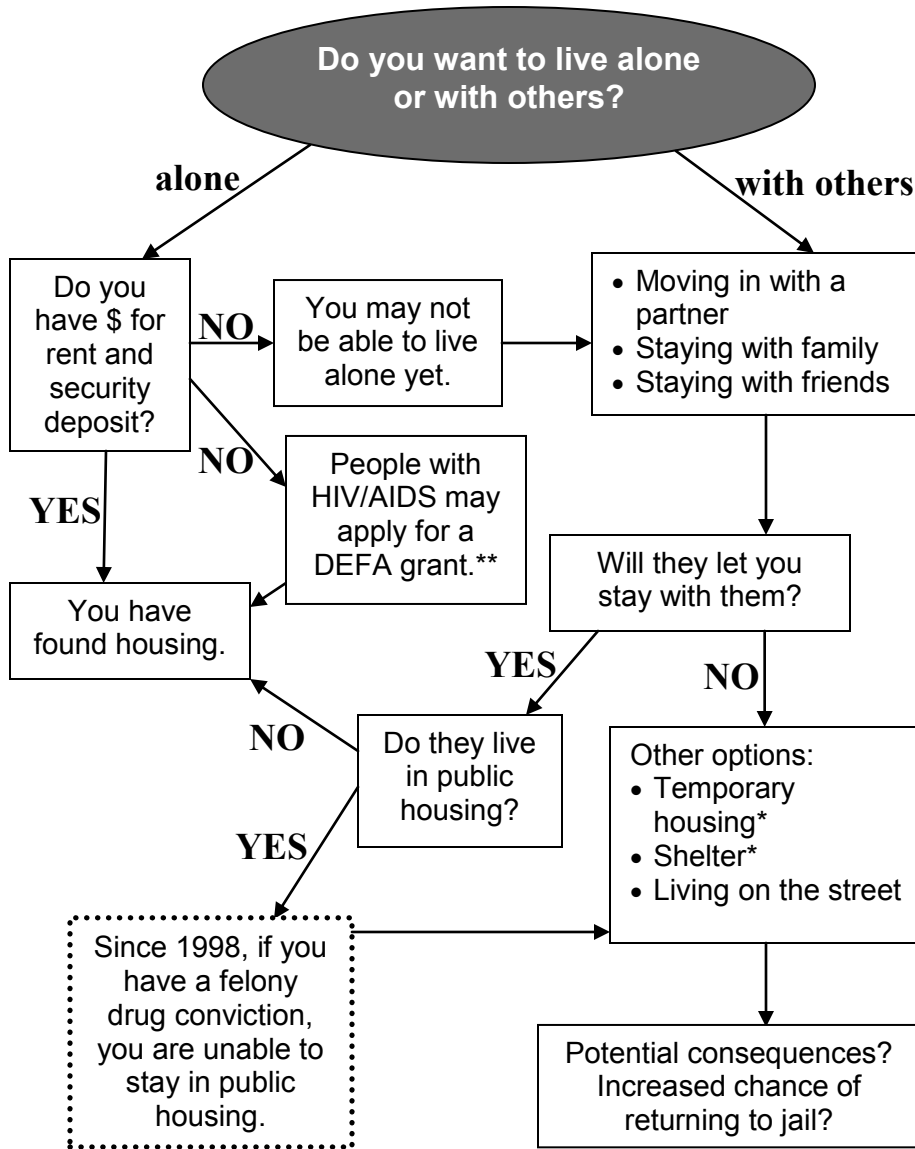 Do you want to live alone
or with others?
alone
with others
Do you
have $ for
rent and
security
deposit?
NO
You may not
be able to live
alone yet.
• Moving in with a
partner
• Staying with family
• Staying with friends
NO
People with
HIV/AIDS may
apply for a
DEFA grant.**
YES
You have
found housing.
Will they let you
stay with them?
YES
NO
NO
Do they live
in public
housing?
Other options:
• Temporary
housing*
• Shelter*
• Living on the street
YES
Since 1998, if you
have a felony
drug conviction,
you are unable to
stay in public
housing.
Potential consequences?
Increased chance of
returning to jail?